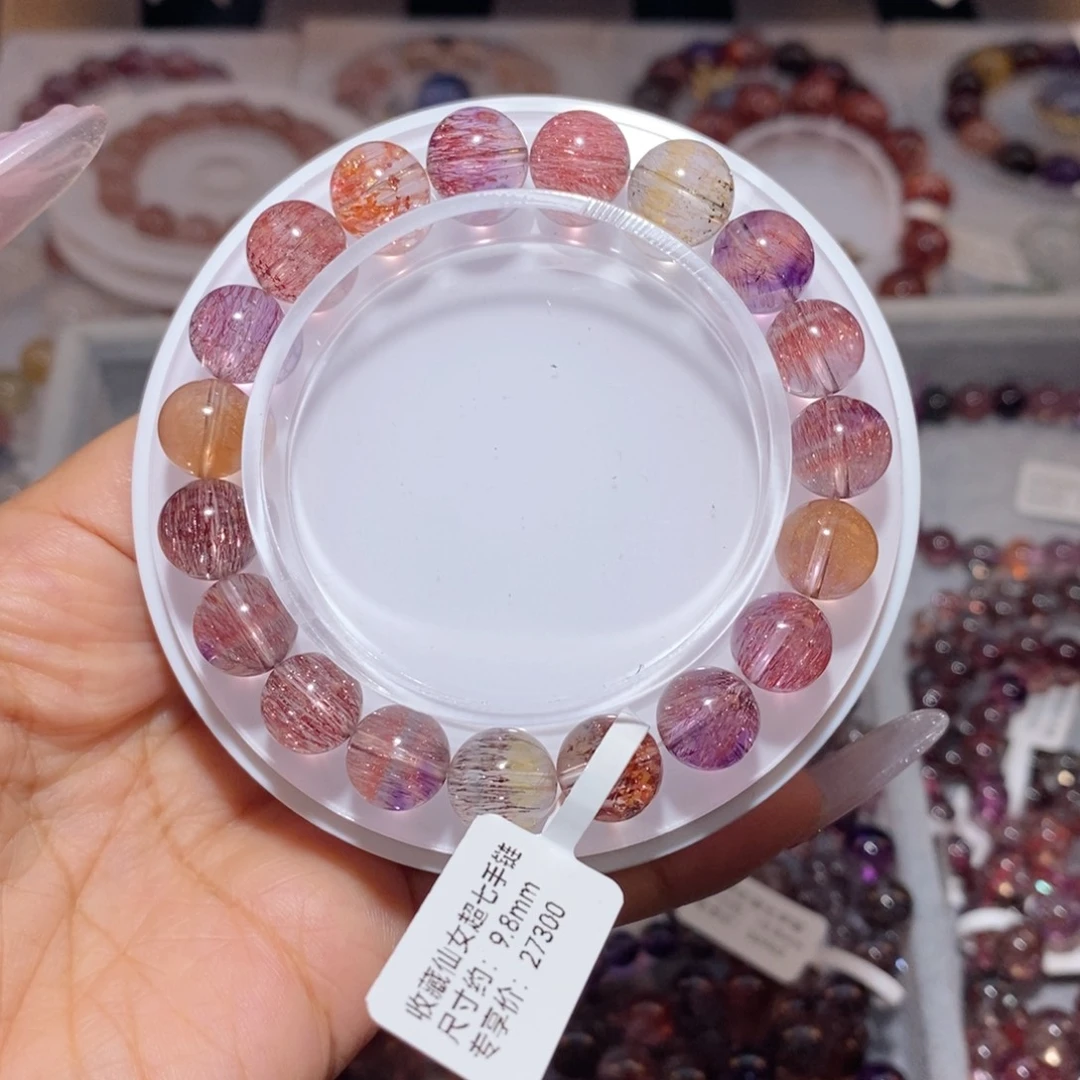 收藏仙女超七手链
尺寸约: 9.8mm
专享价: 27300